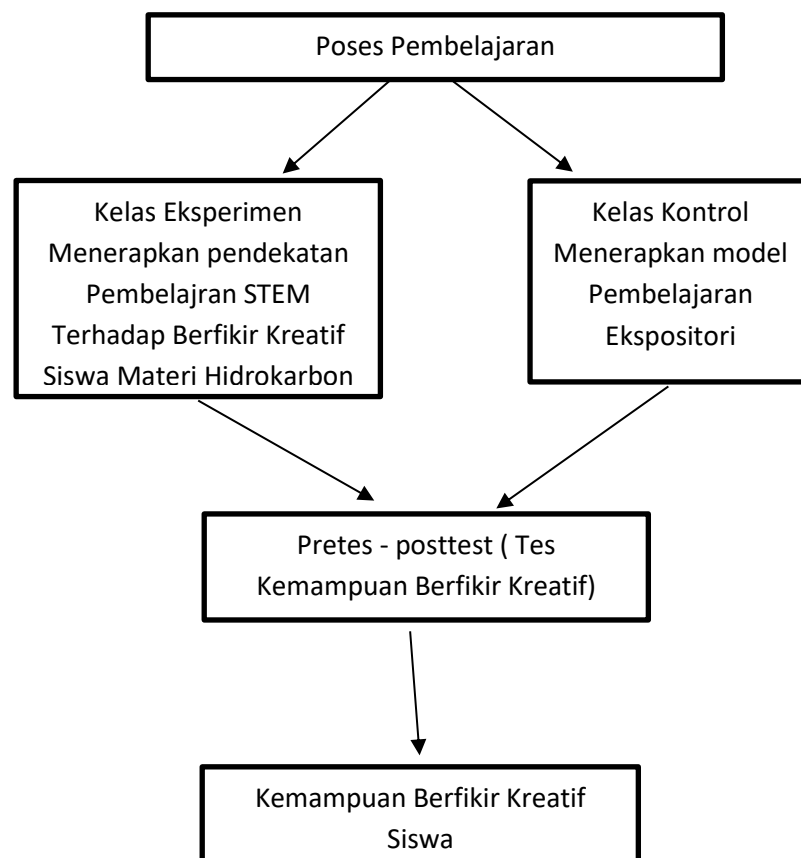 Poses Pembelajaran
Kelas Eksperimen
Menerapkan pendekatan
Pembelajran STEM
Terhadap Berfikir Kreatif
Siswa Materi Hidrokarbon
Kelas Kontrol
Menerapkan model
Pembelajaran
Ekspositori
Pretes - posttest ( Tes
Kemampuan Berfikir Kreatif)
Kemampuan Berfikir Kreatif
Siswa